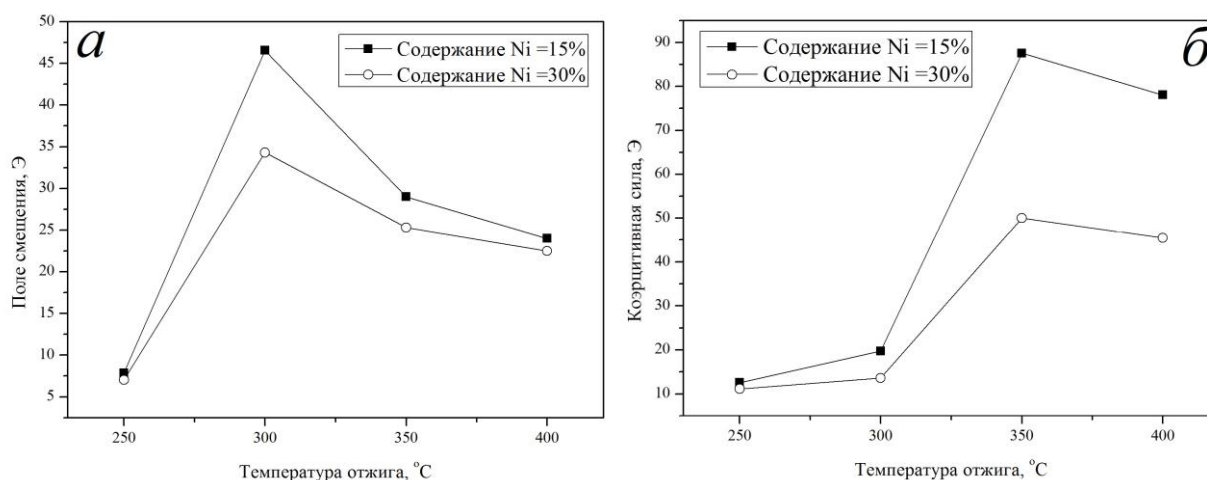 а
50
45
40
35
30
25
20
15
10
5
Содержание Ni =15%
Содержание Ni =30%
Поле смещения, Э
250 300 350 400
Температура отжига, °C
б
90
80
70
60
50
40
30
20
10
Содержание Ni =15%
Содержание Ni =30%
Коэрцитивная сила, Э
250 300 350 400
Температура отжига, °C